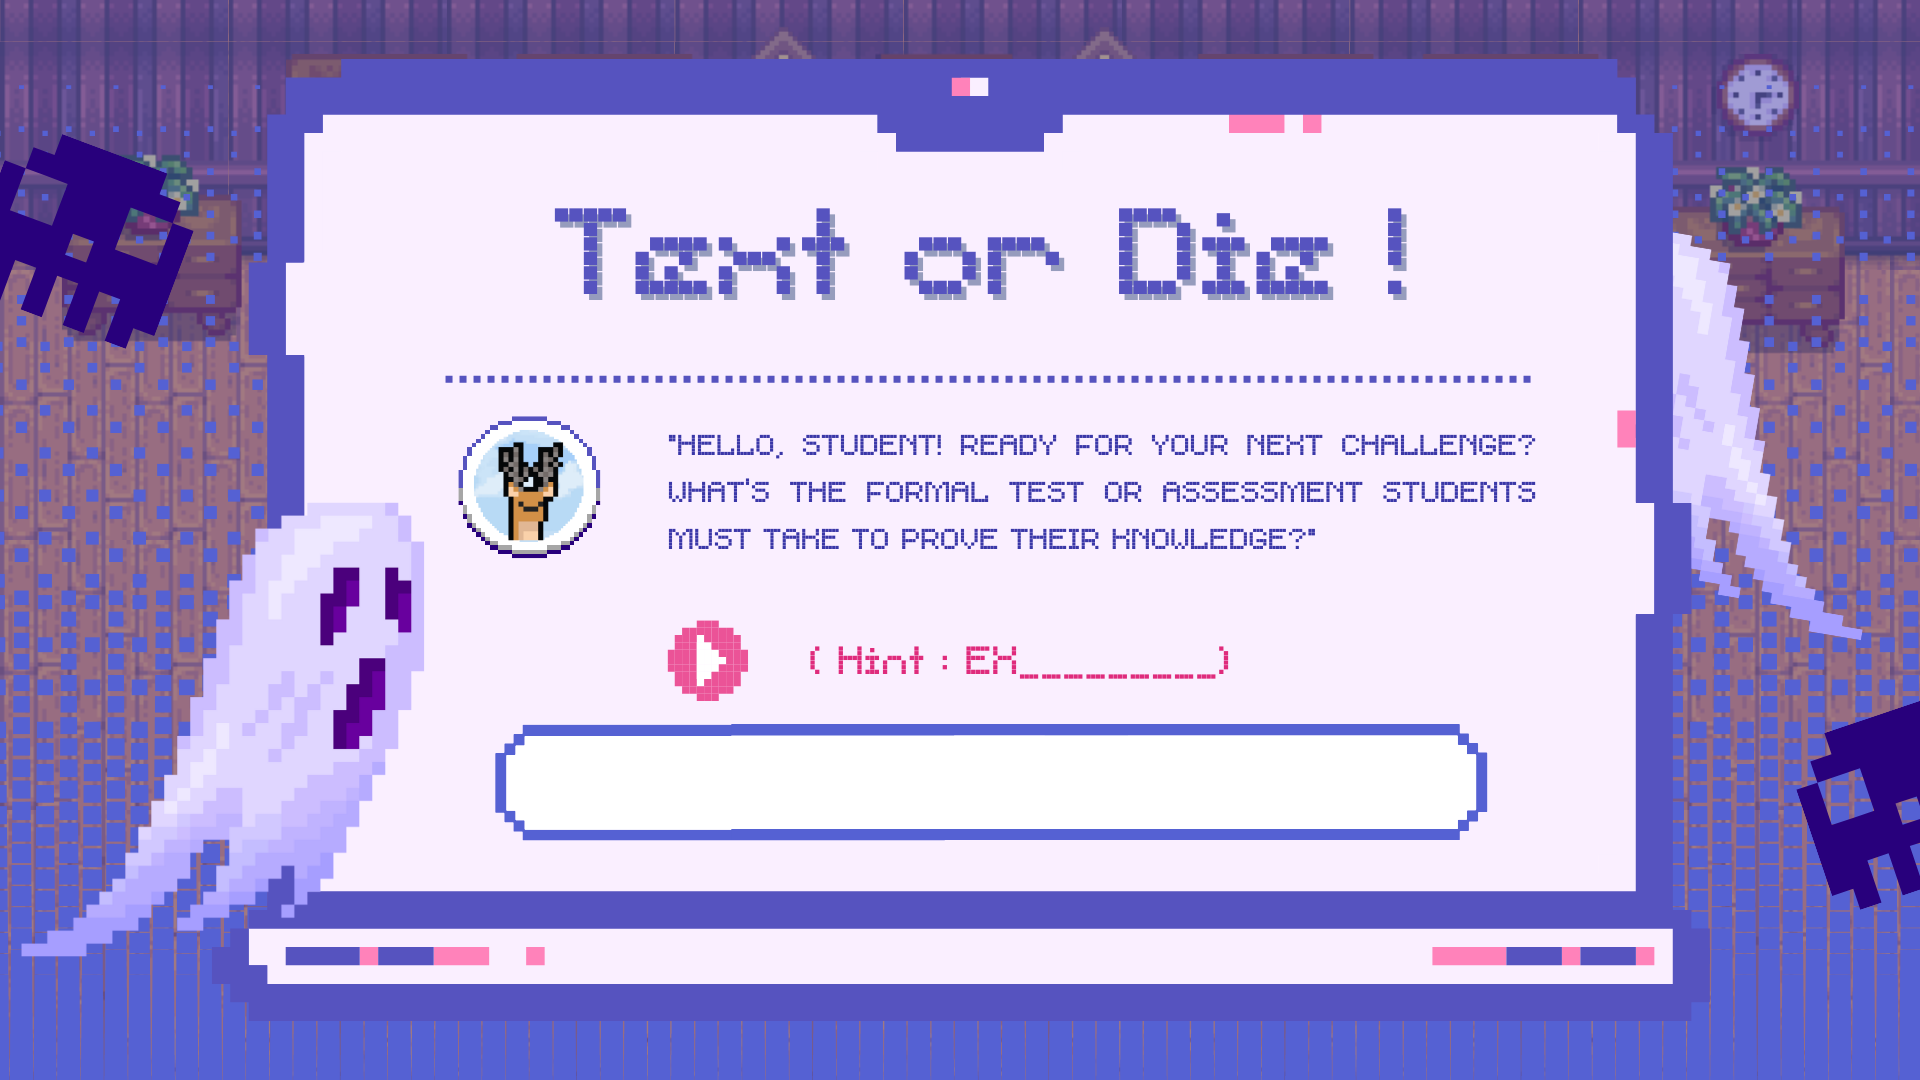 Text or Die !
"HELLO, STUDENT! READY FOR YOUR NEXT CHALLENGE?
WHAT'S THE FORMAL TEST OR ASSESSMENT STUDENTS
MUST TAKE TO PROVE THEIR KNOWLEDGE?"
( Hint : EX_________)